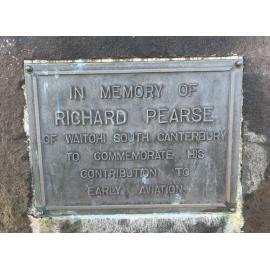 IN MEMORY OF
RICHARD PEARSE
OF WAITOHI SOUTH CANTERBURY
TO COMMEMORATE HIS
CONTRIBUTION TO
EARLY AVIATION